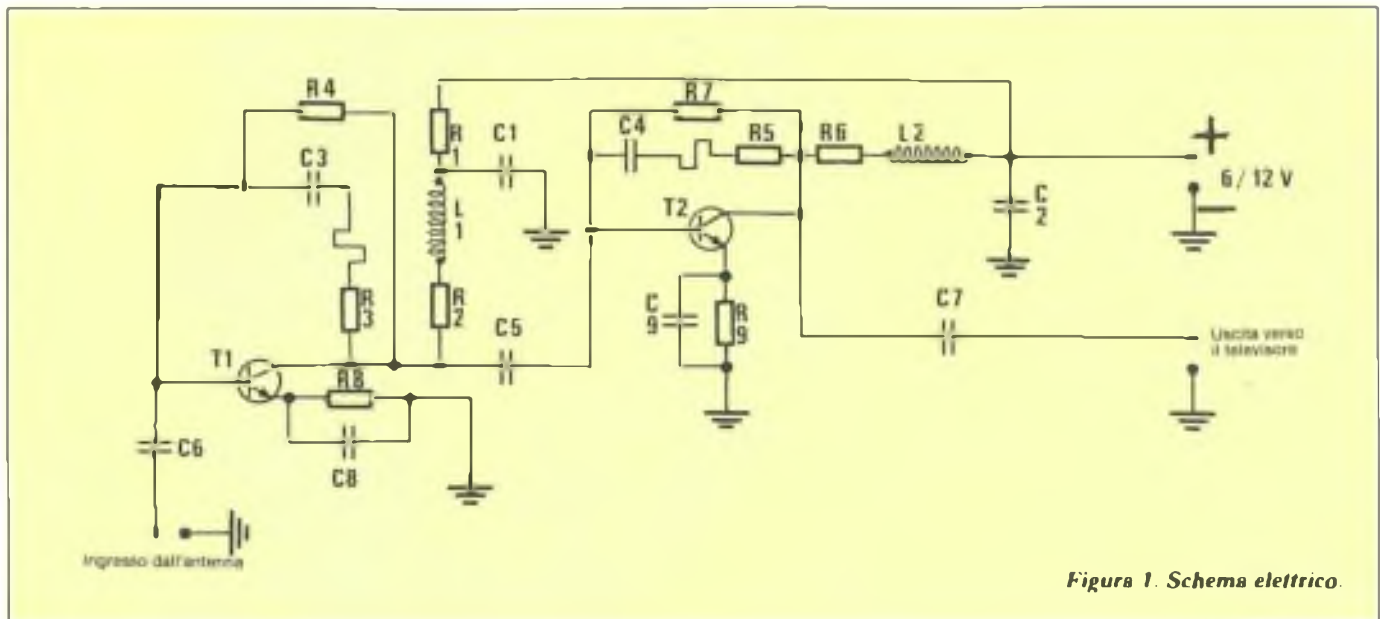 R4
R7
R
1
C1
C4
R5
R6
L2
+
6 / 12 V
C3
L
1
T2
C
2
R
3
R
2
C5
C
9
R
9
C7
Uscita verso
il televisore
T1
R8
C6
C8
Ingresso dall'antenna
Figura 1. Schema elettrico.